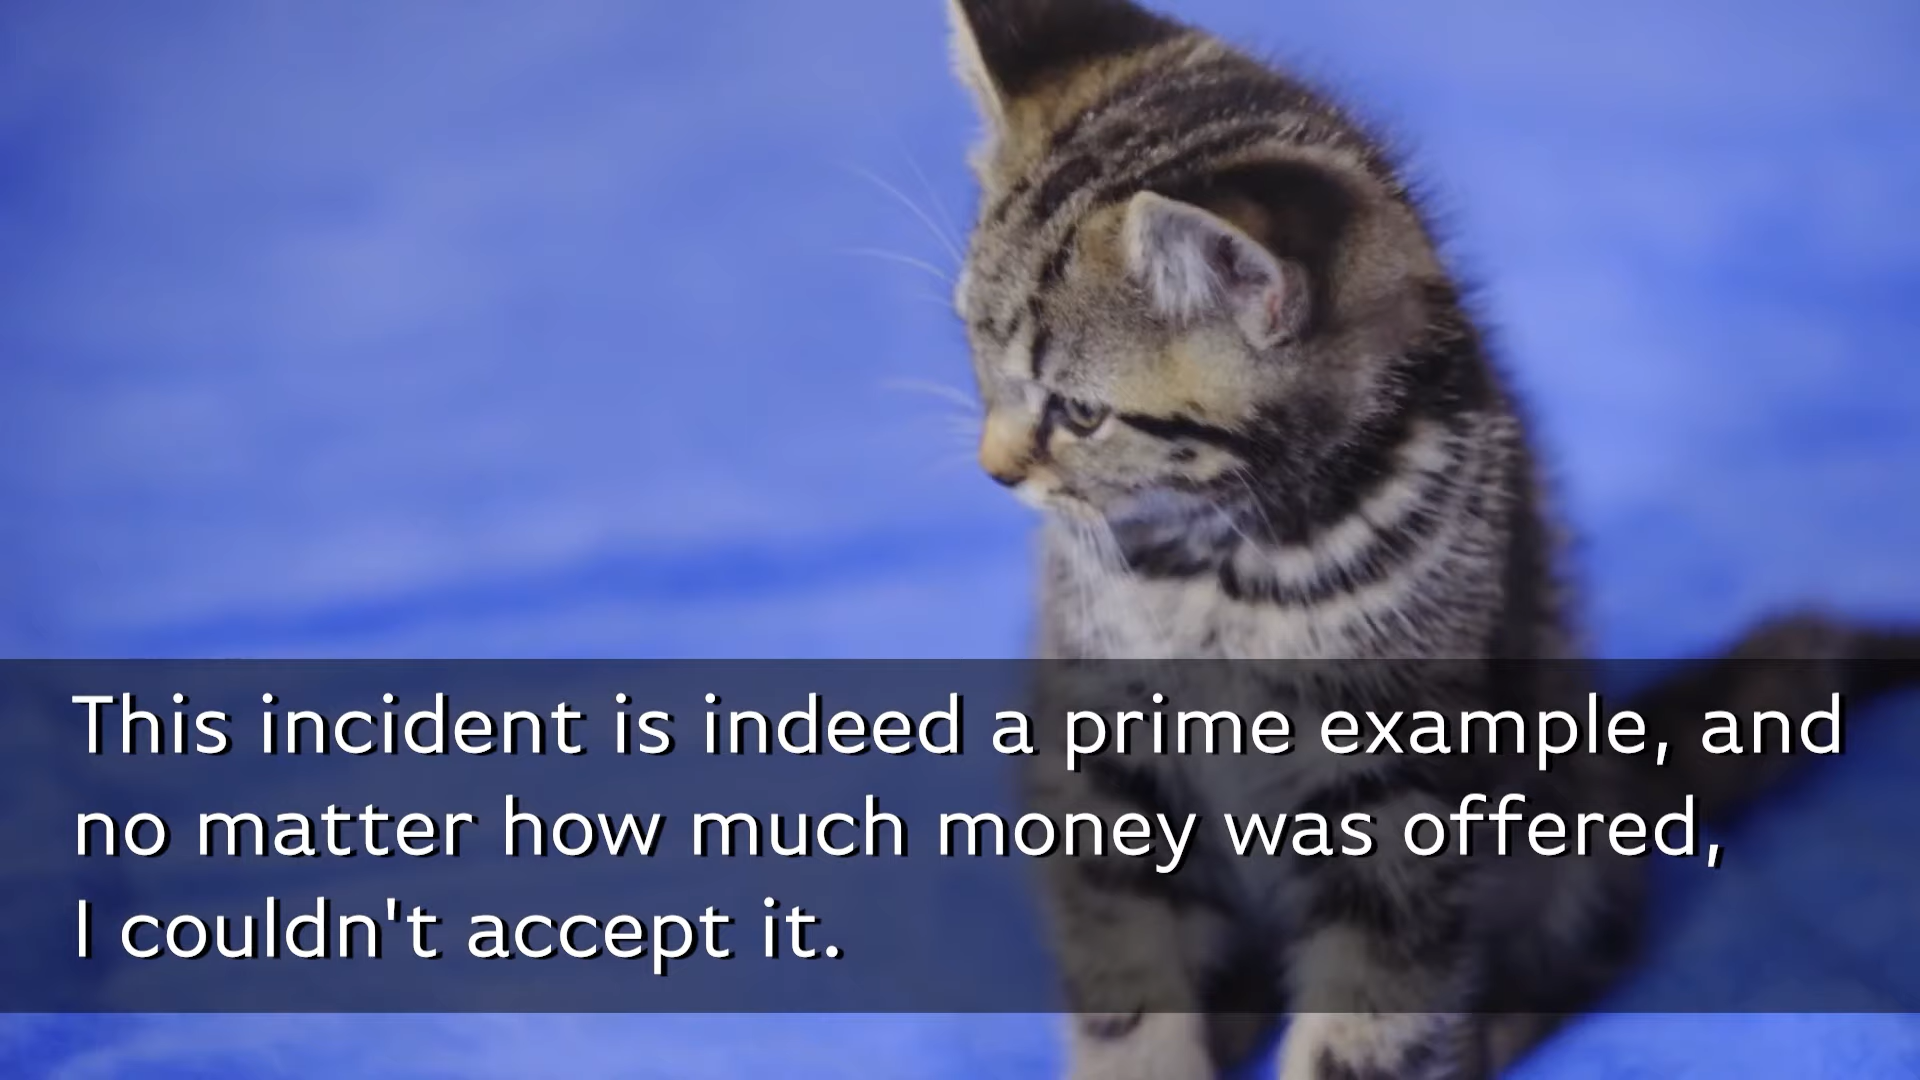 This incident is indeed a prime example, and
no matter how much money was offered,
I couldn't accept it.